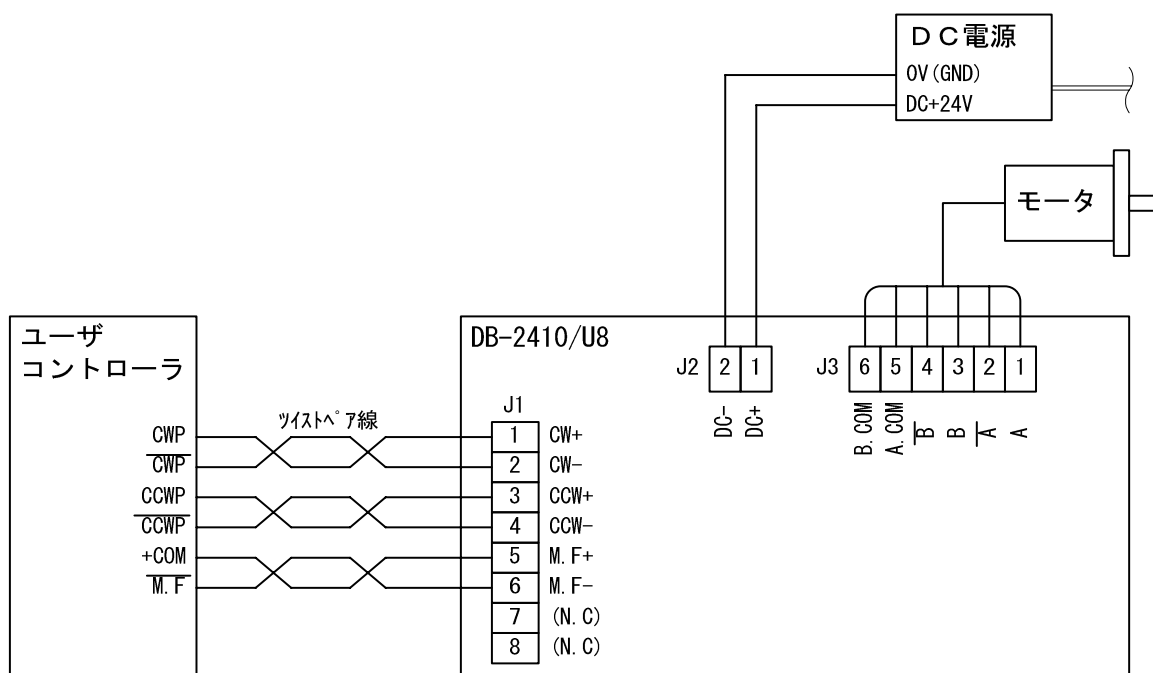 DC電源
0V(GND)
DC+24V
モータ
ユーザ
コントローラ
DB-2410/U8
J2
2
1
DC-
DC+
J3
6
5
4
3
2
1
B.COM
A.COM
B̅
B
A̅
A
ツイストペア線
J1
CWP
1
CW+
C̅W̅P̅
2
CW-
CCWP
3
CCW+
C̅C̅W̅P̅
4
CCW-
+COM
5
M.F+
M̅.̅F̅
6
M.F-
7
(N.C)
8
(N.C)